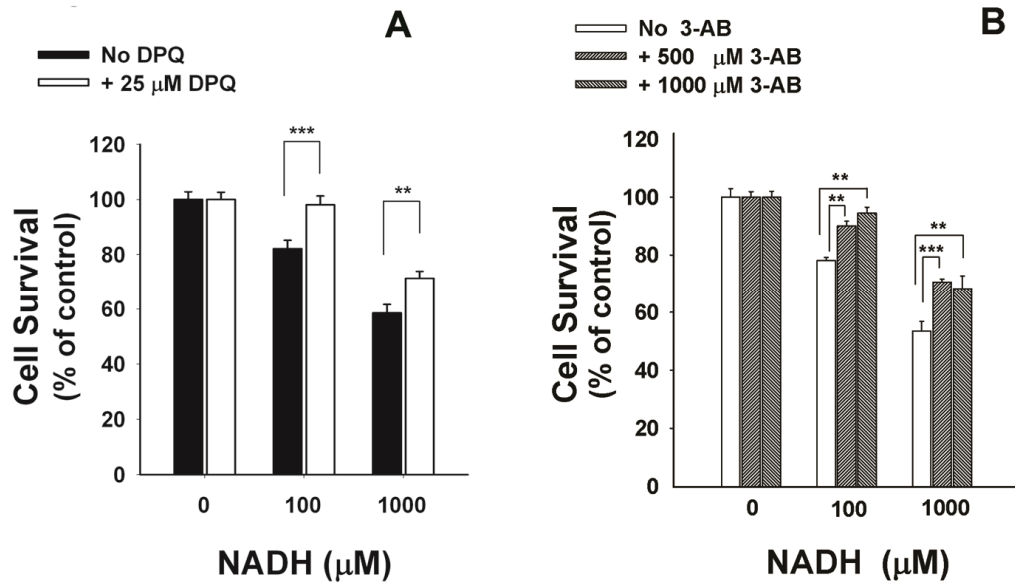 A
No DPQ
+ 25 μM DPQ
120
100
80
60
40
20
0
Cell Survival
(% of control)
***
**
0 100 1000
NADH (μM)
B
No 3-AB
+ 500 μM 3-AB
+ 1000 μM 3-AB
120
100
80
60
40
20
0
Cell Survival
(% of control)
**
**
**
***
0 100 1000
NADH (μM)